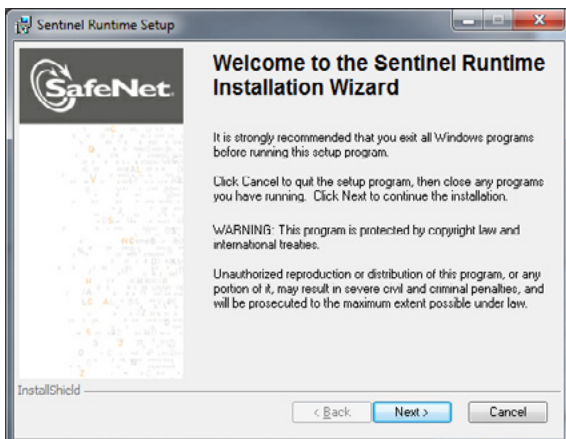 Sentinel Runtime Setup
SafeNet.
Welcome to the Sentinel Runtime
Installation Wizard
It is strongly recommended that you exit all Windows programs
before running this setup program.
Click Cancel to quit the setup program, then close any programs
you have running. Click Next to continue the installation.
WARNING: This program is protected by copyright law and
international treaties.
Unauthorized reproduction or distribution of this program, or any
portion of it, may result in severe civil and criminal penalties, and
will be prosecuted to the maximum extent possible under law.
InstallShield
< Back
Next >
Cancel